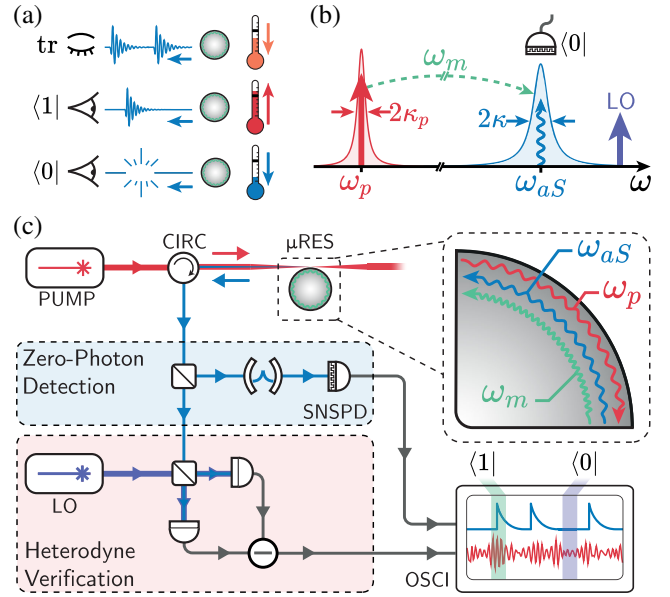 (a)
tr
⟨1|
⟨0|
(b)
⟨0|
ω_m
LO
2κ_p
2κ
ω_p
ω_aS
ω
(c)
CIRC
μRES
PUMP
ω_aS
ω_p
ω_m
Zero-Photon
Detection
SNSPD
LO
Heterodyne
Verification
⟨1|
⟨0|
OSCI